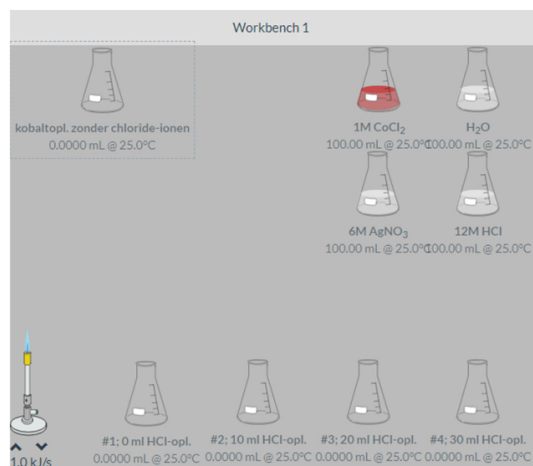 Workbench 1
kobaltopl. zonder chloride-ionen
0.0000 mL @ 25.0°C
1M CoCl₂
100.00 mL @ 25.0°C
H₂O
100.00 mL @ 25.0°C
6M AgNO₃
100.00 mL @ 25.0°C
12M HCl
100.00 mL @ 25.0°C
1.0 kJ/s
#1; 0 ml HCl-opl.
0.0000 mL @ 25.0°C
#2; 10 ml HCl-opl.
0.0000 mL @ 25.0°C
#3; 20 ml HCl-opl.
0.0000 mL @ 25.0°C
#4; 30 ml HCl-opl.
0.0000 mL @ 25.0°C